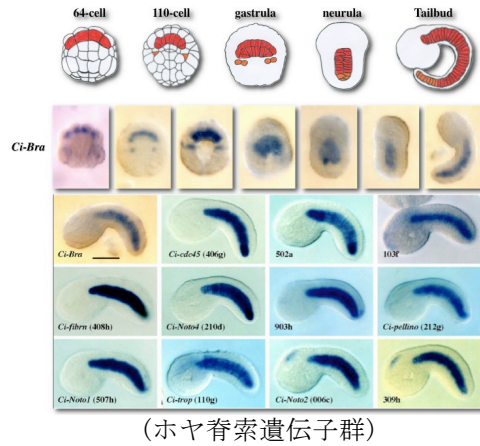 64-cell 110-cell gastrula neurula Tailbud
Ci-Bra
Ci-Bra Ci-cdc45 (406g) 502a 103f
Ci-fibrn (408h) Ci-Noto4 (210d) 903h Ci-pellino (212g)
Ci-Noto1 (507h) Ci-trop (110g) Ci-Noto2 (006c) 309h
(ホヤ脊索遺伝子群)